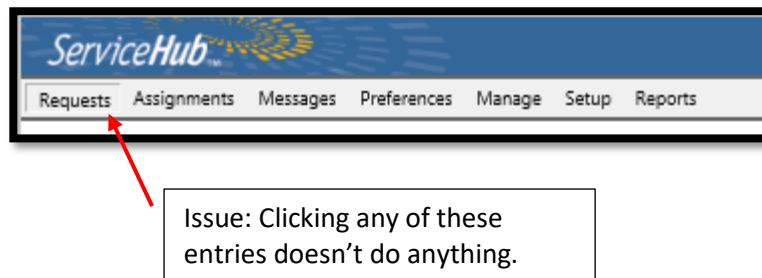 ServiceHub™
Requests Assignments Messages Preferences Manage Setup Reports
Issue: Clicking any of these
entries doesn’t do anything.